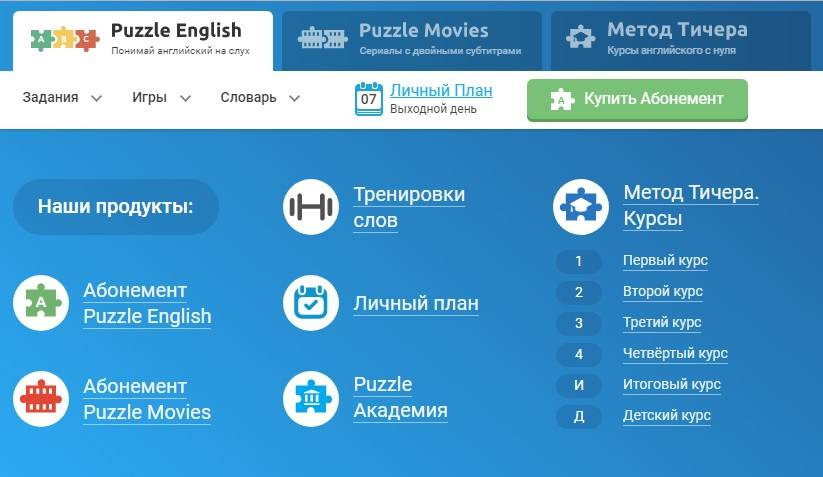 A B C
Puzzle English
Понимай английский на слух
Puzzle Movies
Сериалы с двойными субтитрами
Метод Тичера
Курсы английского с нуля
Задания
Игры
Словарь
07
Личный План
Выходной день
A
Купить Абонемент
Наши продукты:
A
Абонемент
Puzzle English
Абонемент
Puzzle Movies
Тренировки
слов
Личный план
Puzzle
Академия
Метод Тичера.
Курсы
1 Первый курс
2 Второй курс
3 Третий курс
4 Четвёртый курс
И Итоговый курс
Д Детский курс